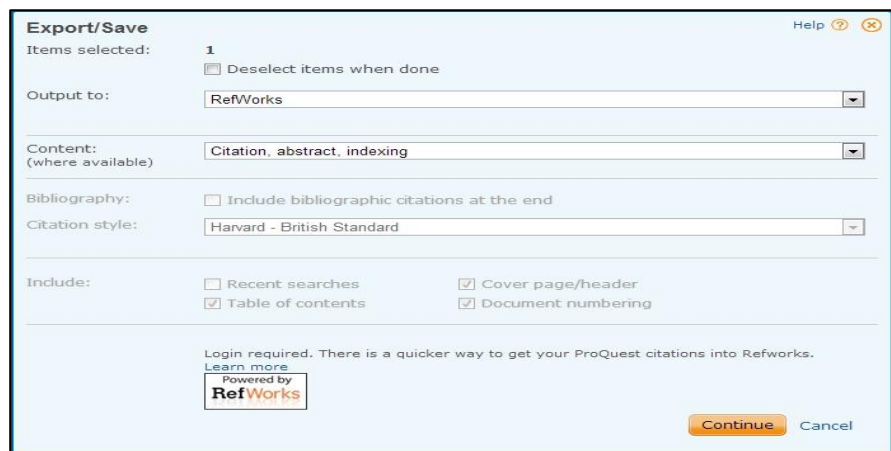 Export/Save
Help ?
Items selected: 1
Deselect items when done
Output to: RefWorks
Content: Citation, abstract, indexing
(where available)
Bibliography: Include bibliographic citations at the end
Citation style: Harvard - British Standard
Include: Recent searches Cover page/header
Table of contents Document numbering
Login required. There is a quicker way to get your ProQuest citations into Refworks.
Learn more
Powered by
RefWorks
Continue Cancel